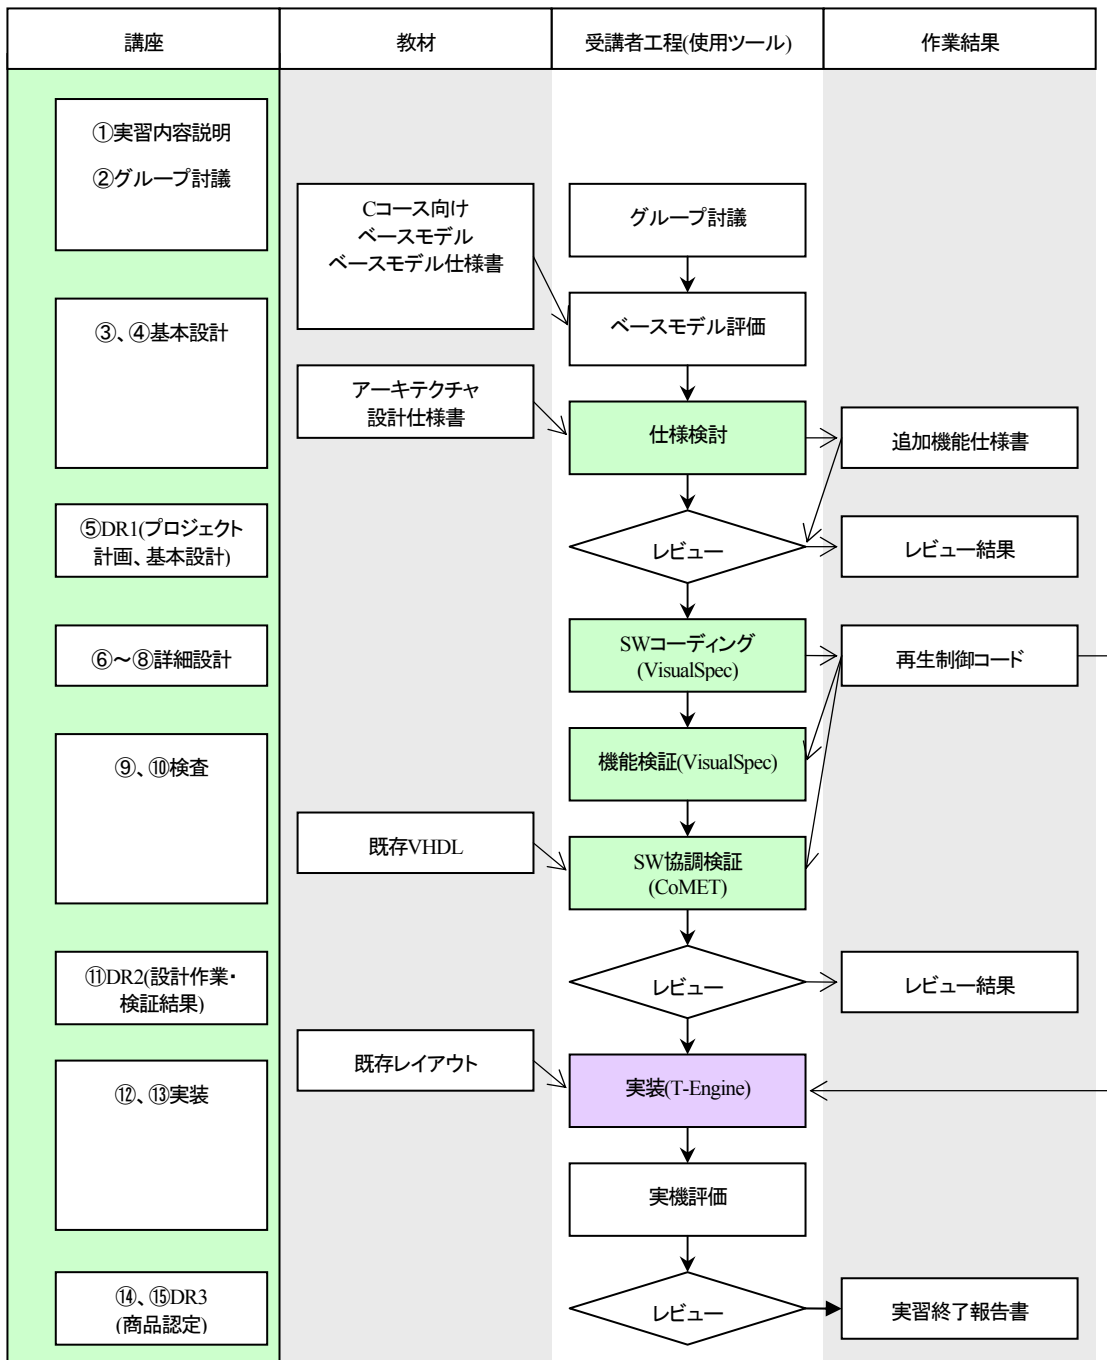 講座
教材
受講者工程(使用ツール)
作業結果
①実習内容説明
②グループ討議
Cコース向け
ベースモデル
ベースモデル仕様書
グループ討議
③、④基本設計
ベースモデル評価
アーキテクチャ
設計仕様書
仕様検討
追加機能仕様書
⑤DR1(プロジェクト
計画、基本設計)
レビュー
レビュー結果
⑥～⑧詳細設計
SWコーディング
(VisualSpec)
再生制御コード
⑨、⑩検査
機能検証(VisualSpec)
既存VHDL
SW協調検証
(CoMET)
⑪DR2(設計作業・
検証結果)
レビュー
レビュー結果
既存レイアウト
⑫、⑬実装
実装(T-Engine)
実機評価
⑭、⑮DR3
(商品認定)
レビュー
実習終了報告書